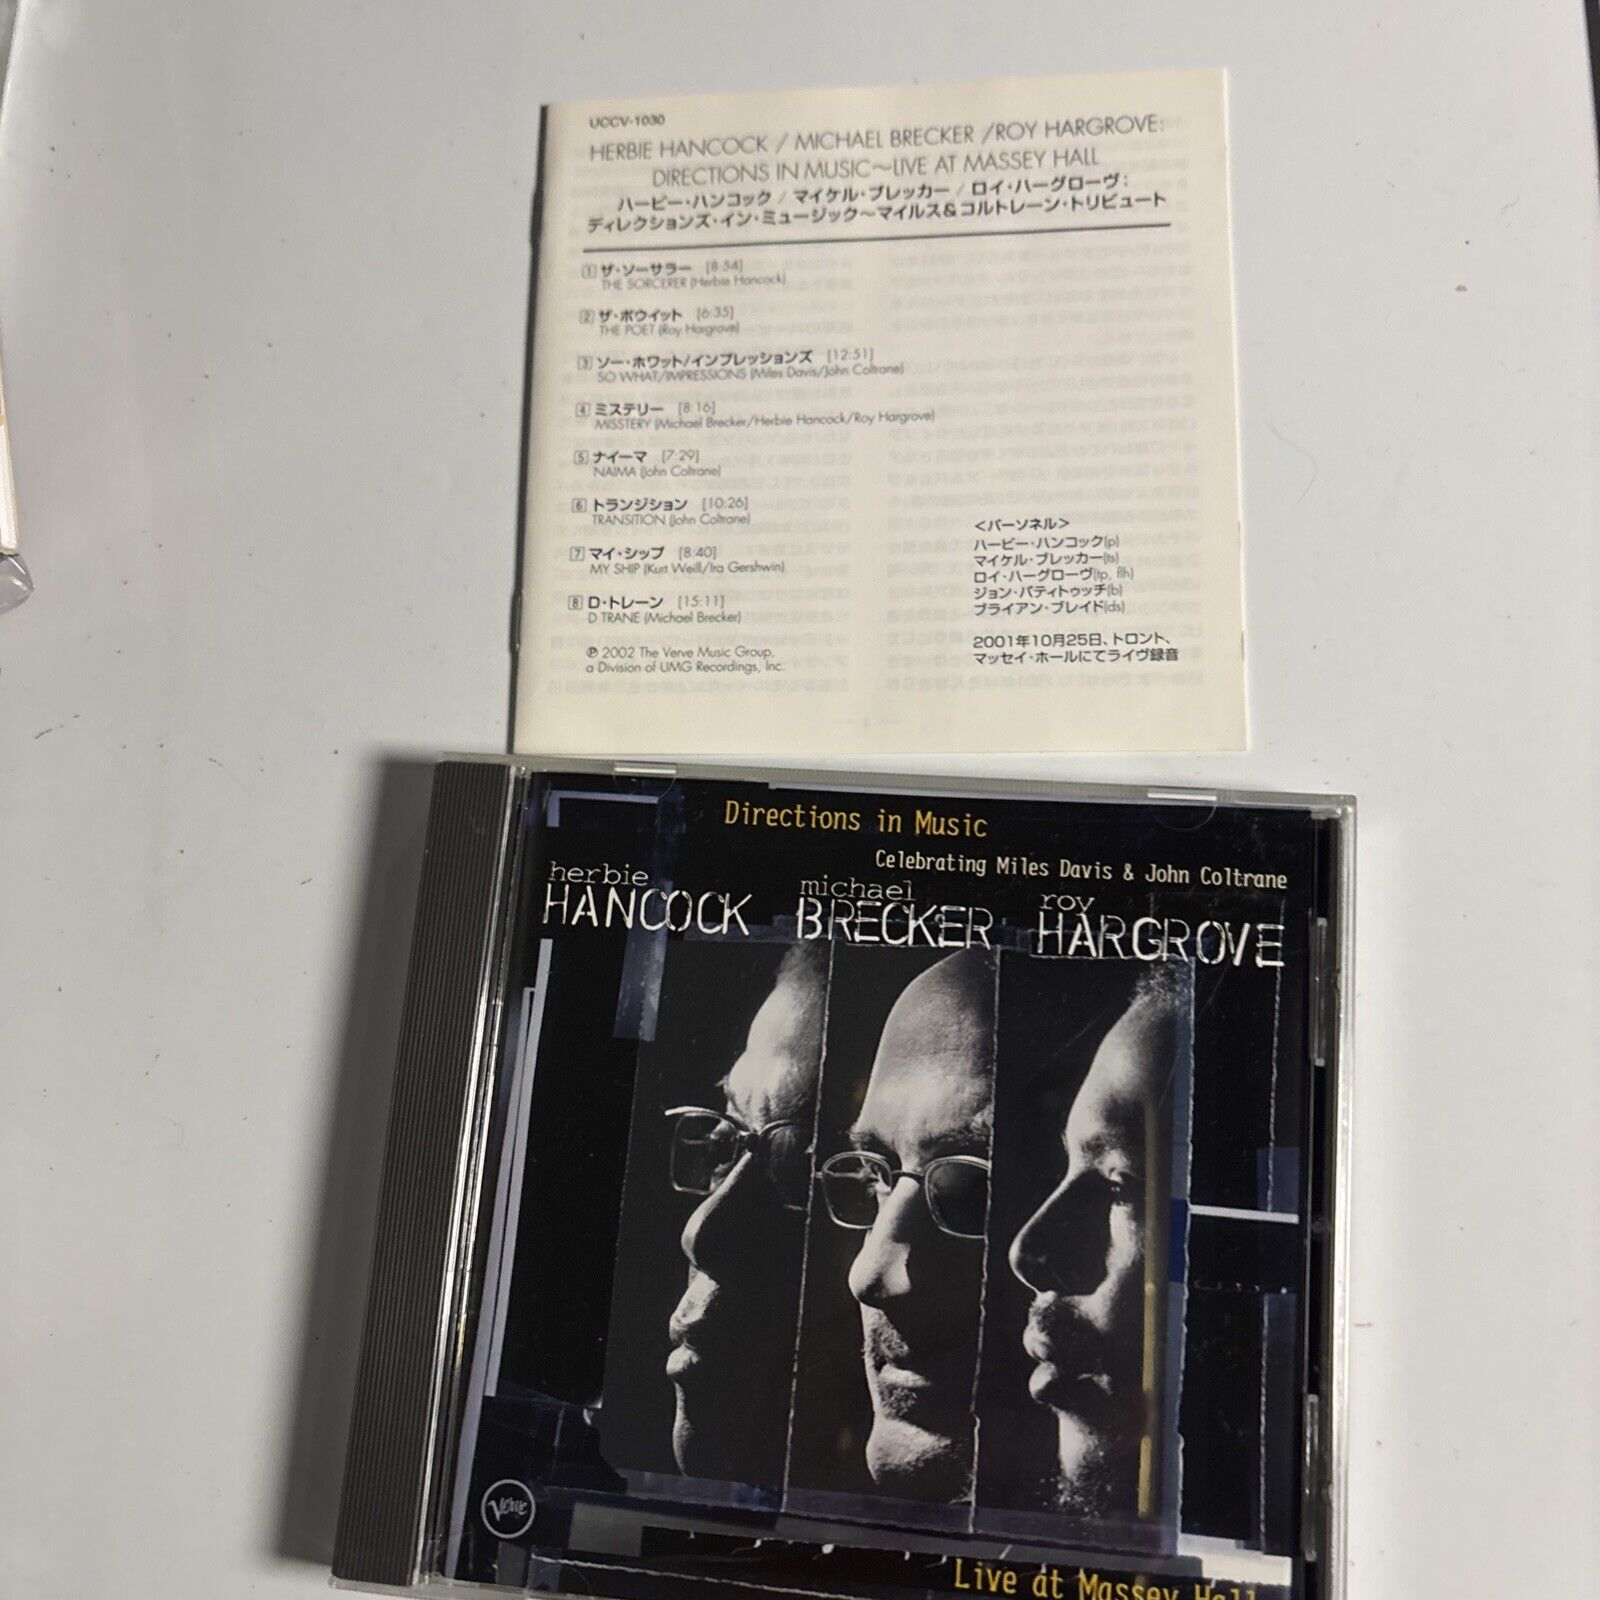 UCCV-1030
HERBIE HANCOCK / MICHAEL BRECKER /ROY HARGROVE:
DIRECTIONS IN MUSIC～LIVE AT MASSEY HALL
ハービー・ハンコック / マイケル・ブレッカー / ロイ・ハーグローヴ:
ディレクションズ・イン・ミュージック～マイルス&コルトレーン・トリビュート
1 ザ・ソーサラー [8:54]
THE SORCERER (Herbie Hancock)
2 ザ・ポウイット [6:35]
THE POET (Roy Hargrove)
3 ソー・ホワット/インプレッションズ [12:51]
SO WHAT/IMPRESSIONS (Miles Davis/John Coltrane)
4 ミステリー [8:16]
MISSTERY (Michael Brecker/Herbie Hancock/Roy Hargrove)
5 ナイーマ [7:29]
NAIMA (John Coltrane)
6 トランジション [10:26]
TRANSITION (John Coltrane)
7 マイ・シップ [8:40]
MY SHIP (Kurt Weill/Ira Gershwin)
8 D・トレーン [15:11]
D TRANE (Michael Brecker)
℗ 2002 The Verve Music Group,
a Division of UMG Recordings, Inc.
<パーソネル>
ハービー・ハンコック(p)
マイケル・ブレッカー(ts)
ロイ・ハーグローヴ(tp, flh)
ジョン・パティトゥッチ(b)
ブライアン・ブレイド(ds)
2001年10月25日、トロント、
マッセイ・ホールにてライヴ録音
Directions in Music
Celebrating Miles Davis & John Coltrane
herbie michael roy
HANCOCK BRECKER HARGROVE
Verve
Live at Massey Hall